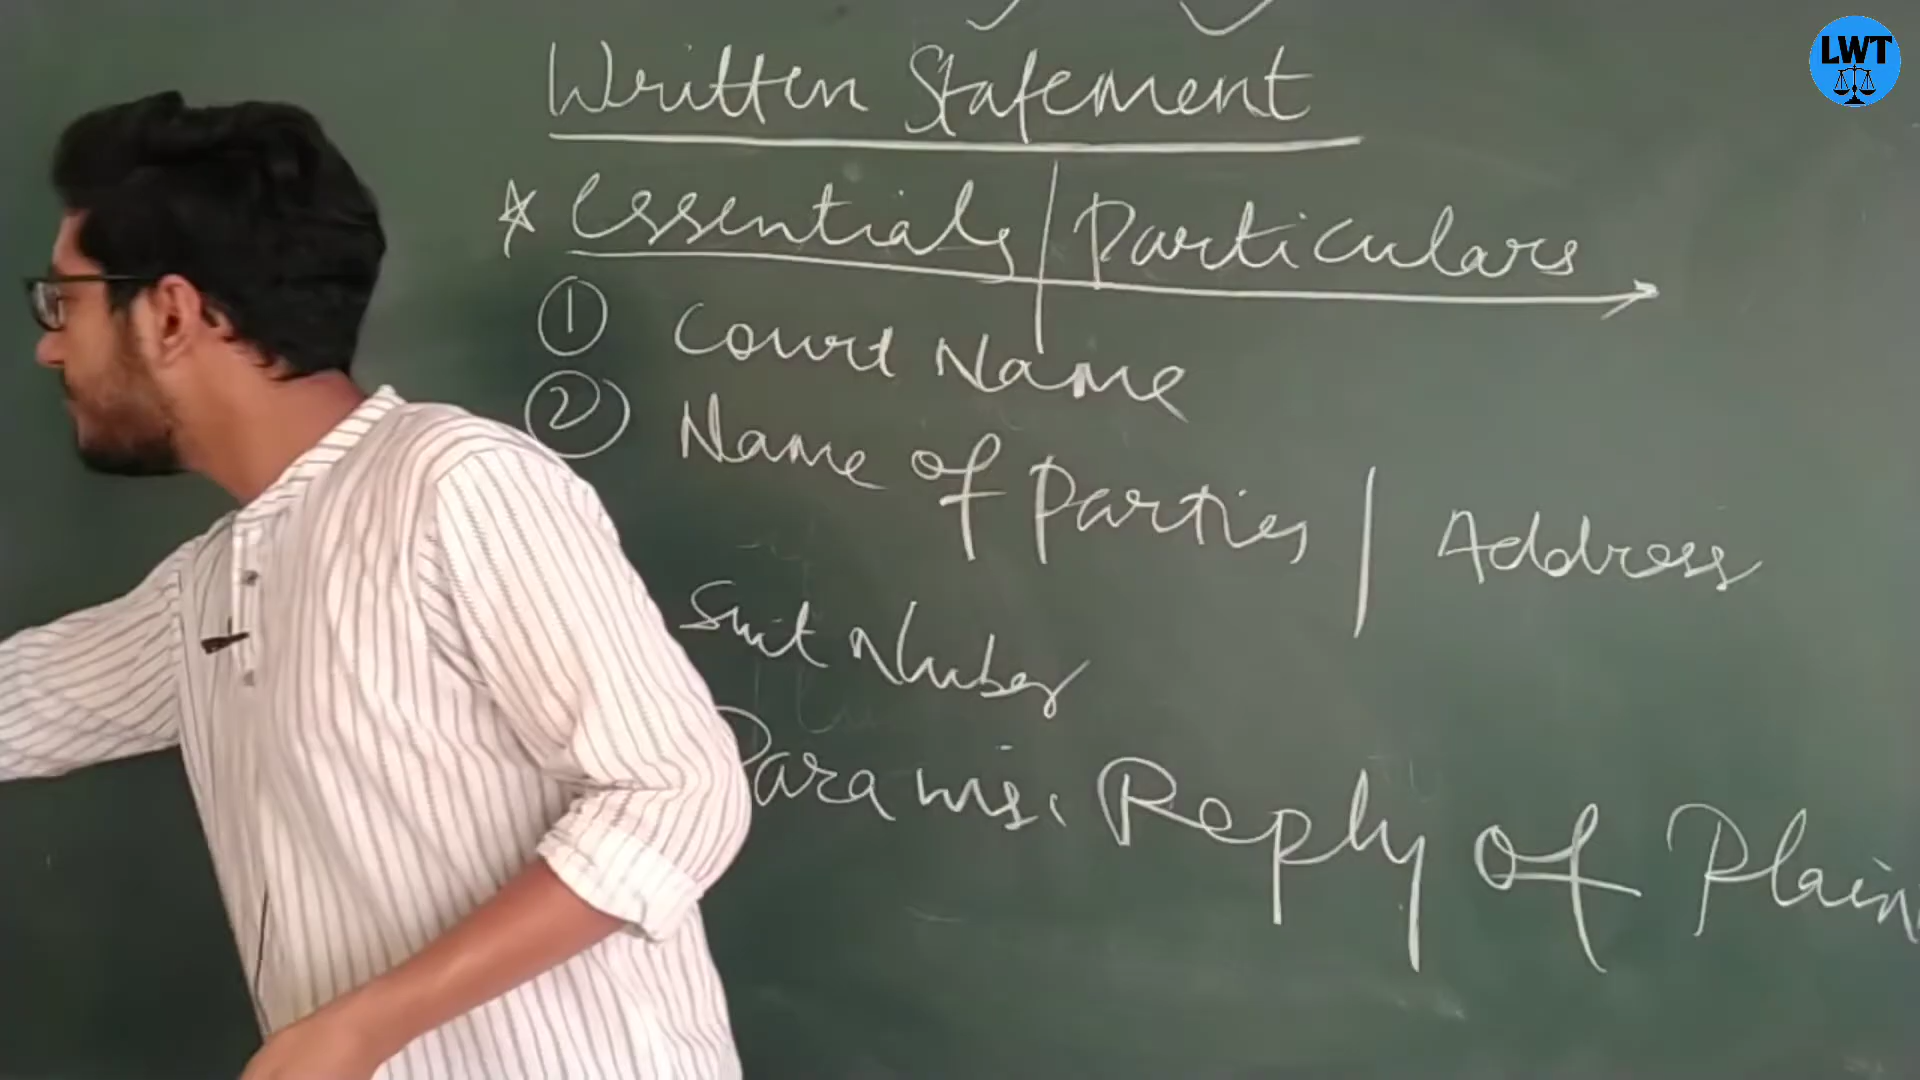 LWT
Written Statement
☆ Essentials | Particulars
① Court Name
② Name of Parties | Address
Suit Number
Para wise Reply of Plain